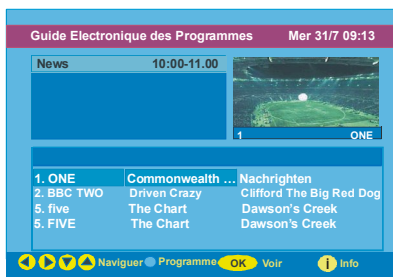 Guide Electronique des Programmes Mer 31/7 09:13
News 10:00-11.00
1 ONE
1. ONE Commonwealth ... Nachrighten
2. BBC TWO Driven Crazy Clifford The Big Red Dog
5. five The Chart Dawson's Creek
5. FIVE The Chart Dawson's Creek
Naviguer Programme OK Voir i Info